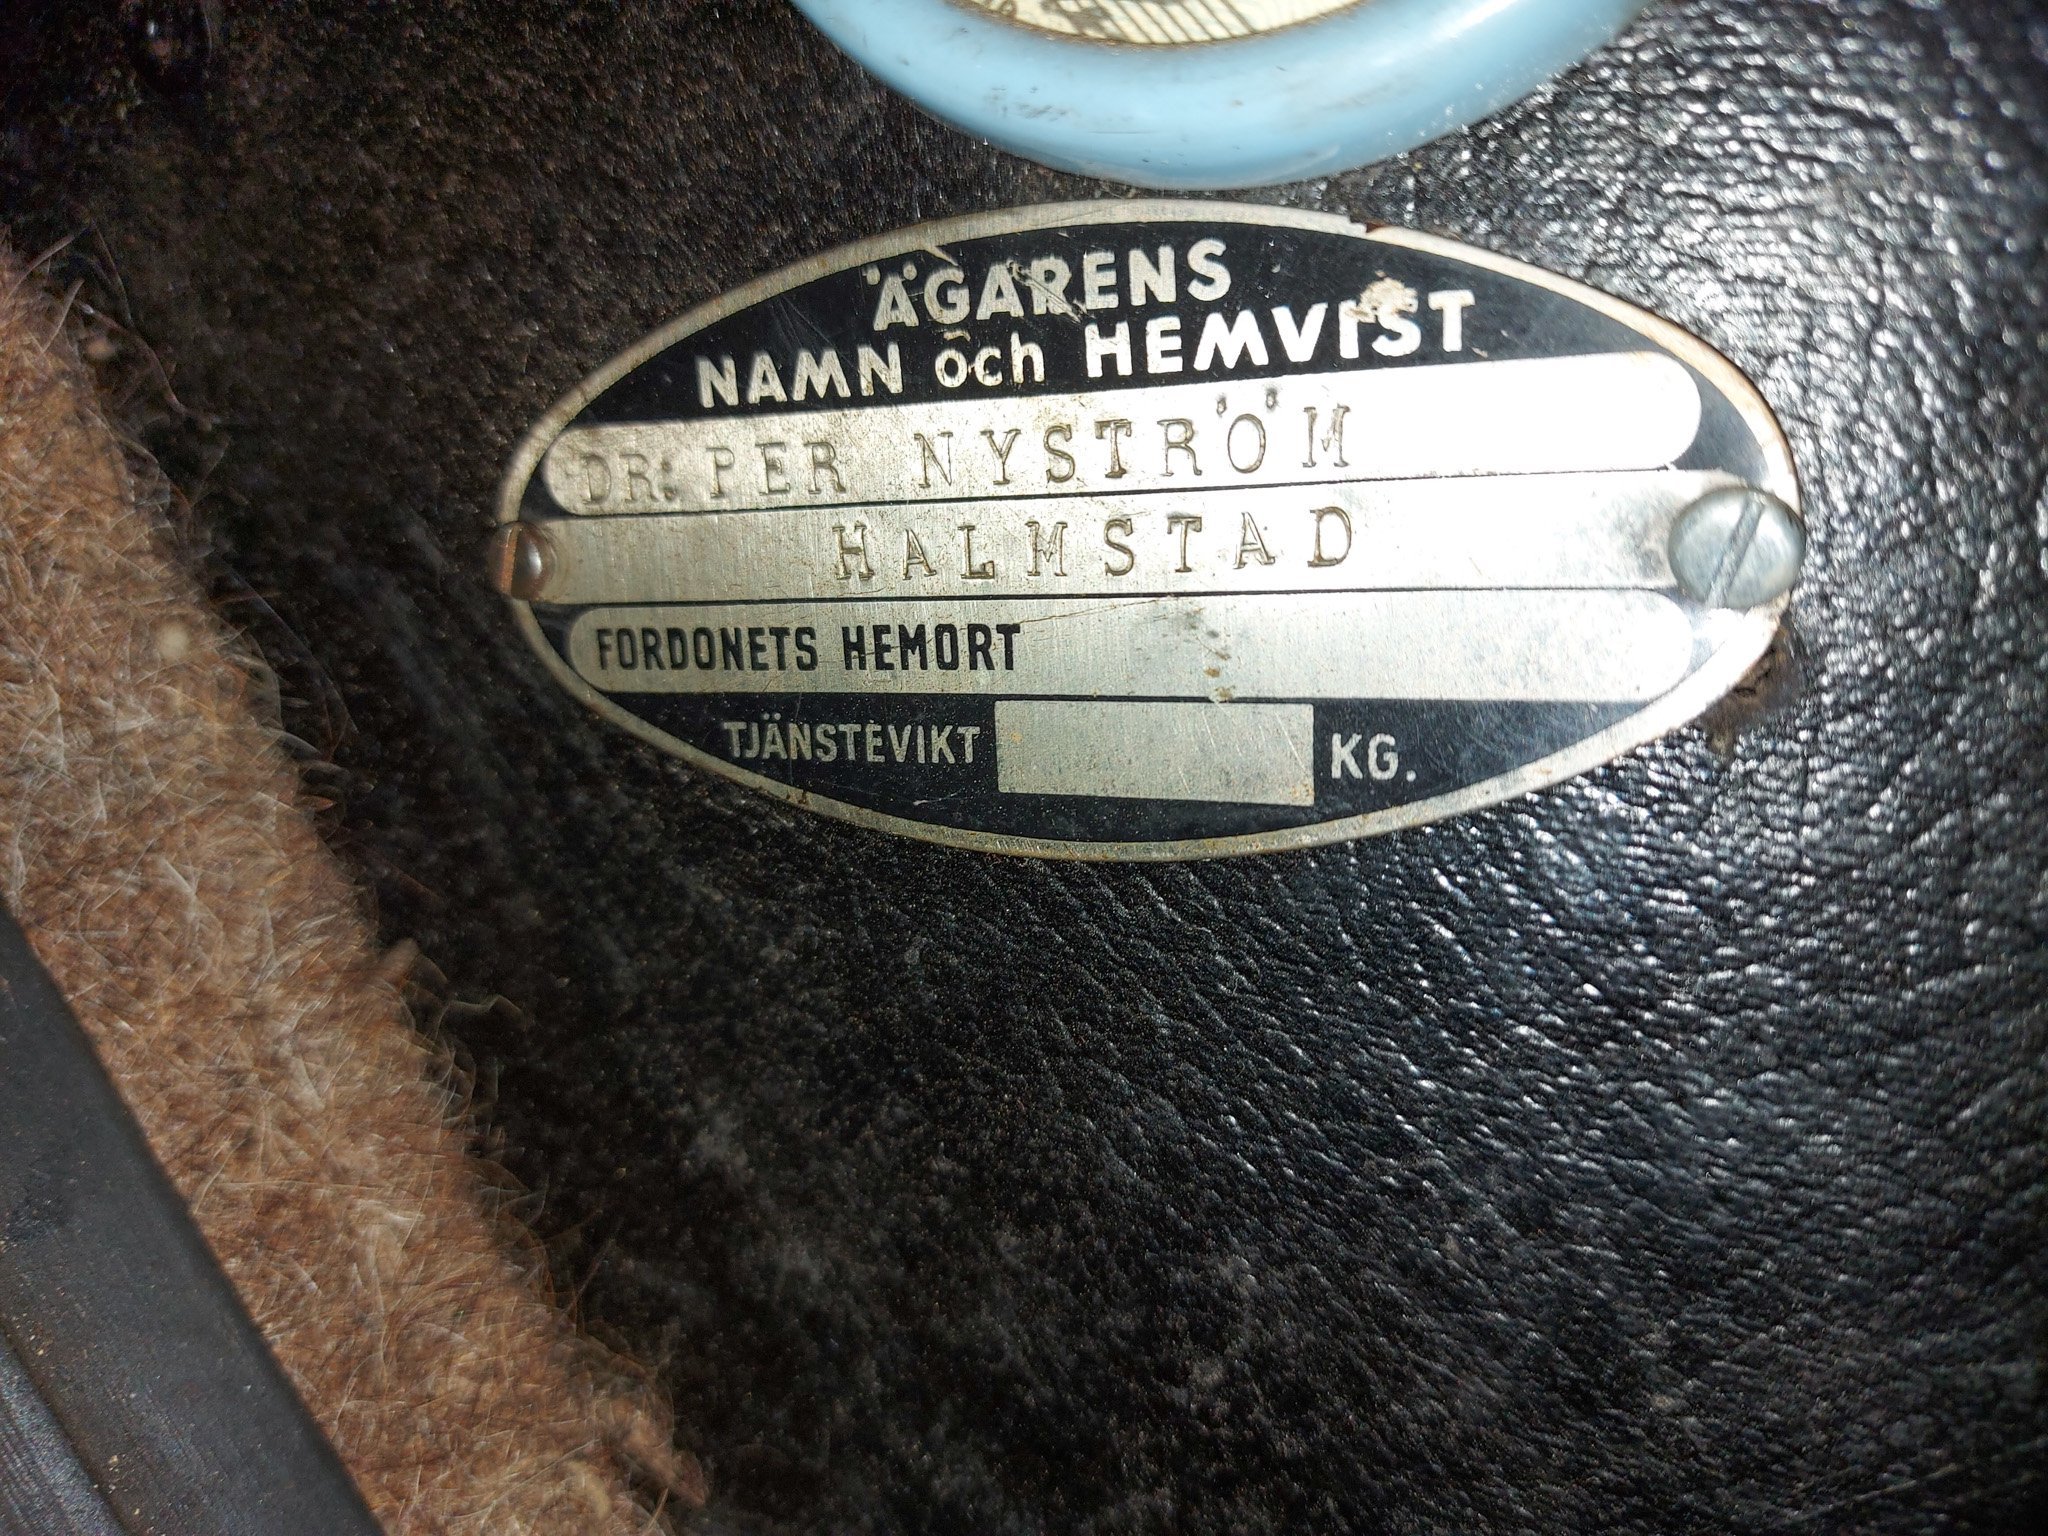 ÄGARENS
NAMN och HEMVIST
DR: PER NYSTRÖM
HALMSTAD
FORDONETS HEMORT
TJÄNSTEVIKT KG.